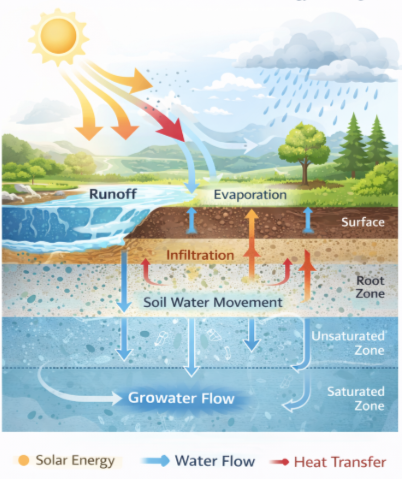 Runoff
Evaporation
Surface
Infiltration
Root
Zone
Soil Water Movement
Unsaturated
Zone
Growater Flow
Saturated
Zone
Solar Energy
Water Flow
Heat Transfer